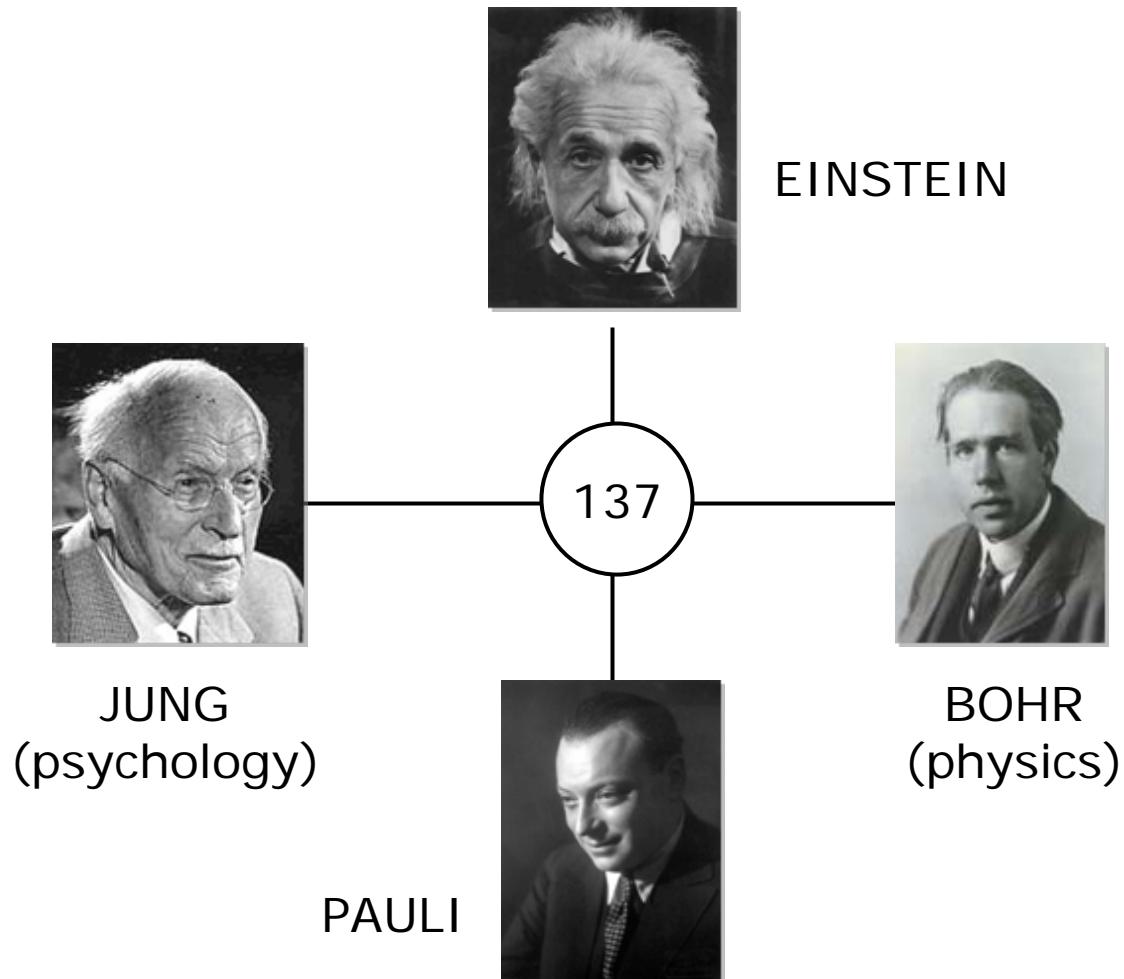 EINSTEIN
137
JUNG
(psychology)
BOHR
(physics)
PAULI